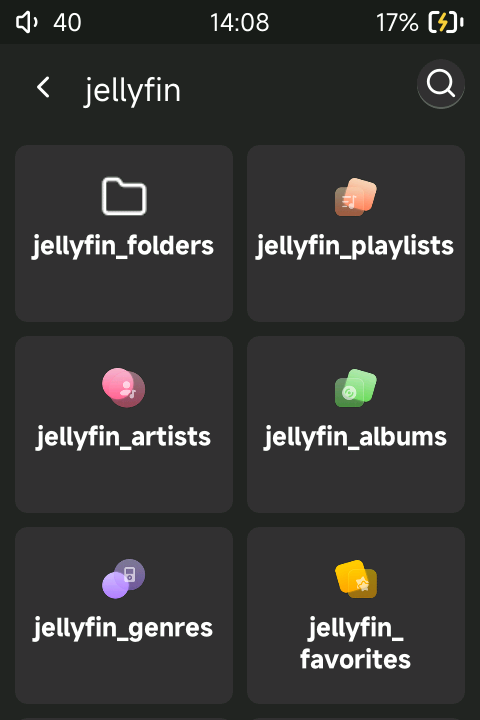 40 14:08 17%
jellyfin
jellyfin_folders jellyfin_playlists
jellyfin_artists jellyfin_albums
jellyfin_genres jellyfin_
favorites